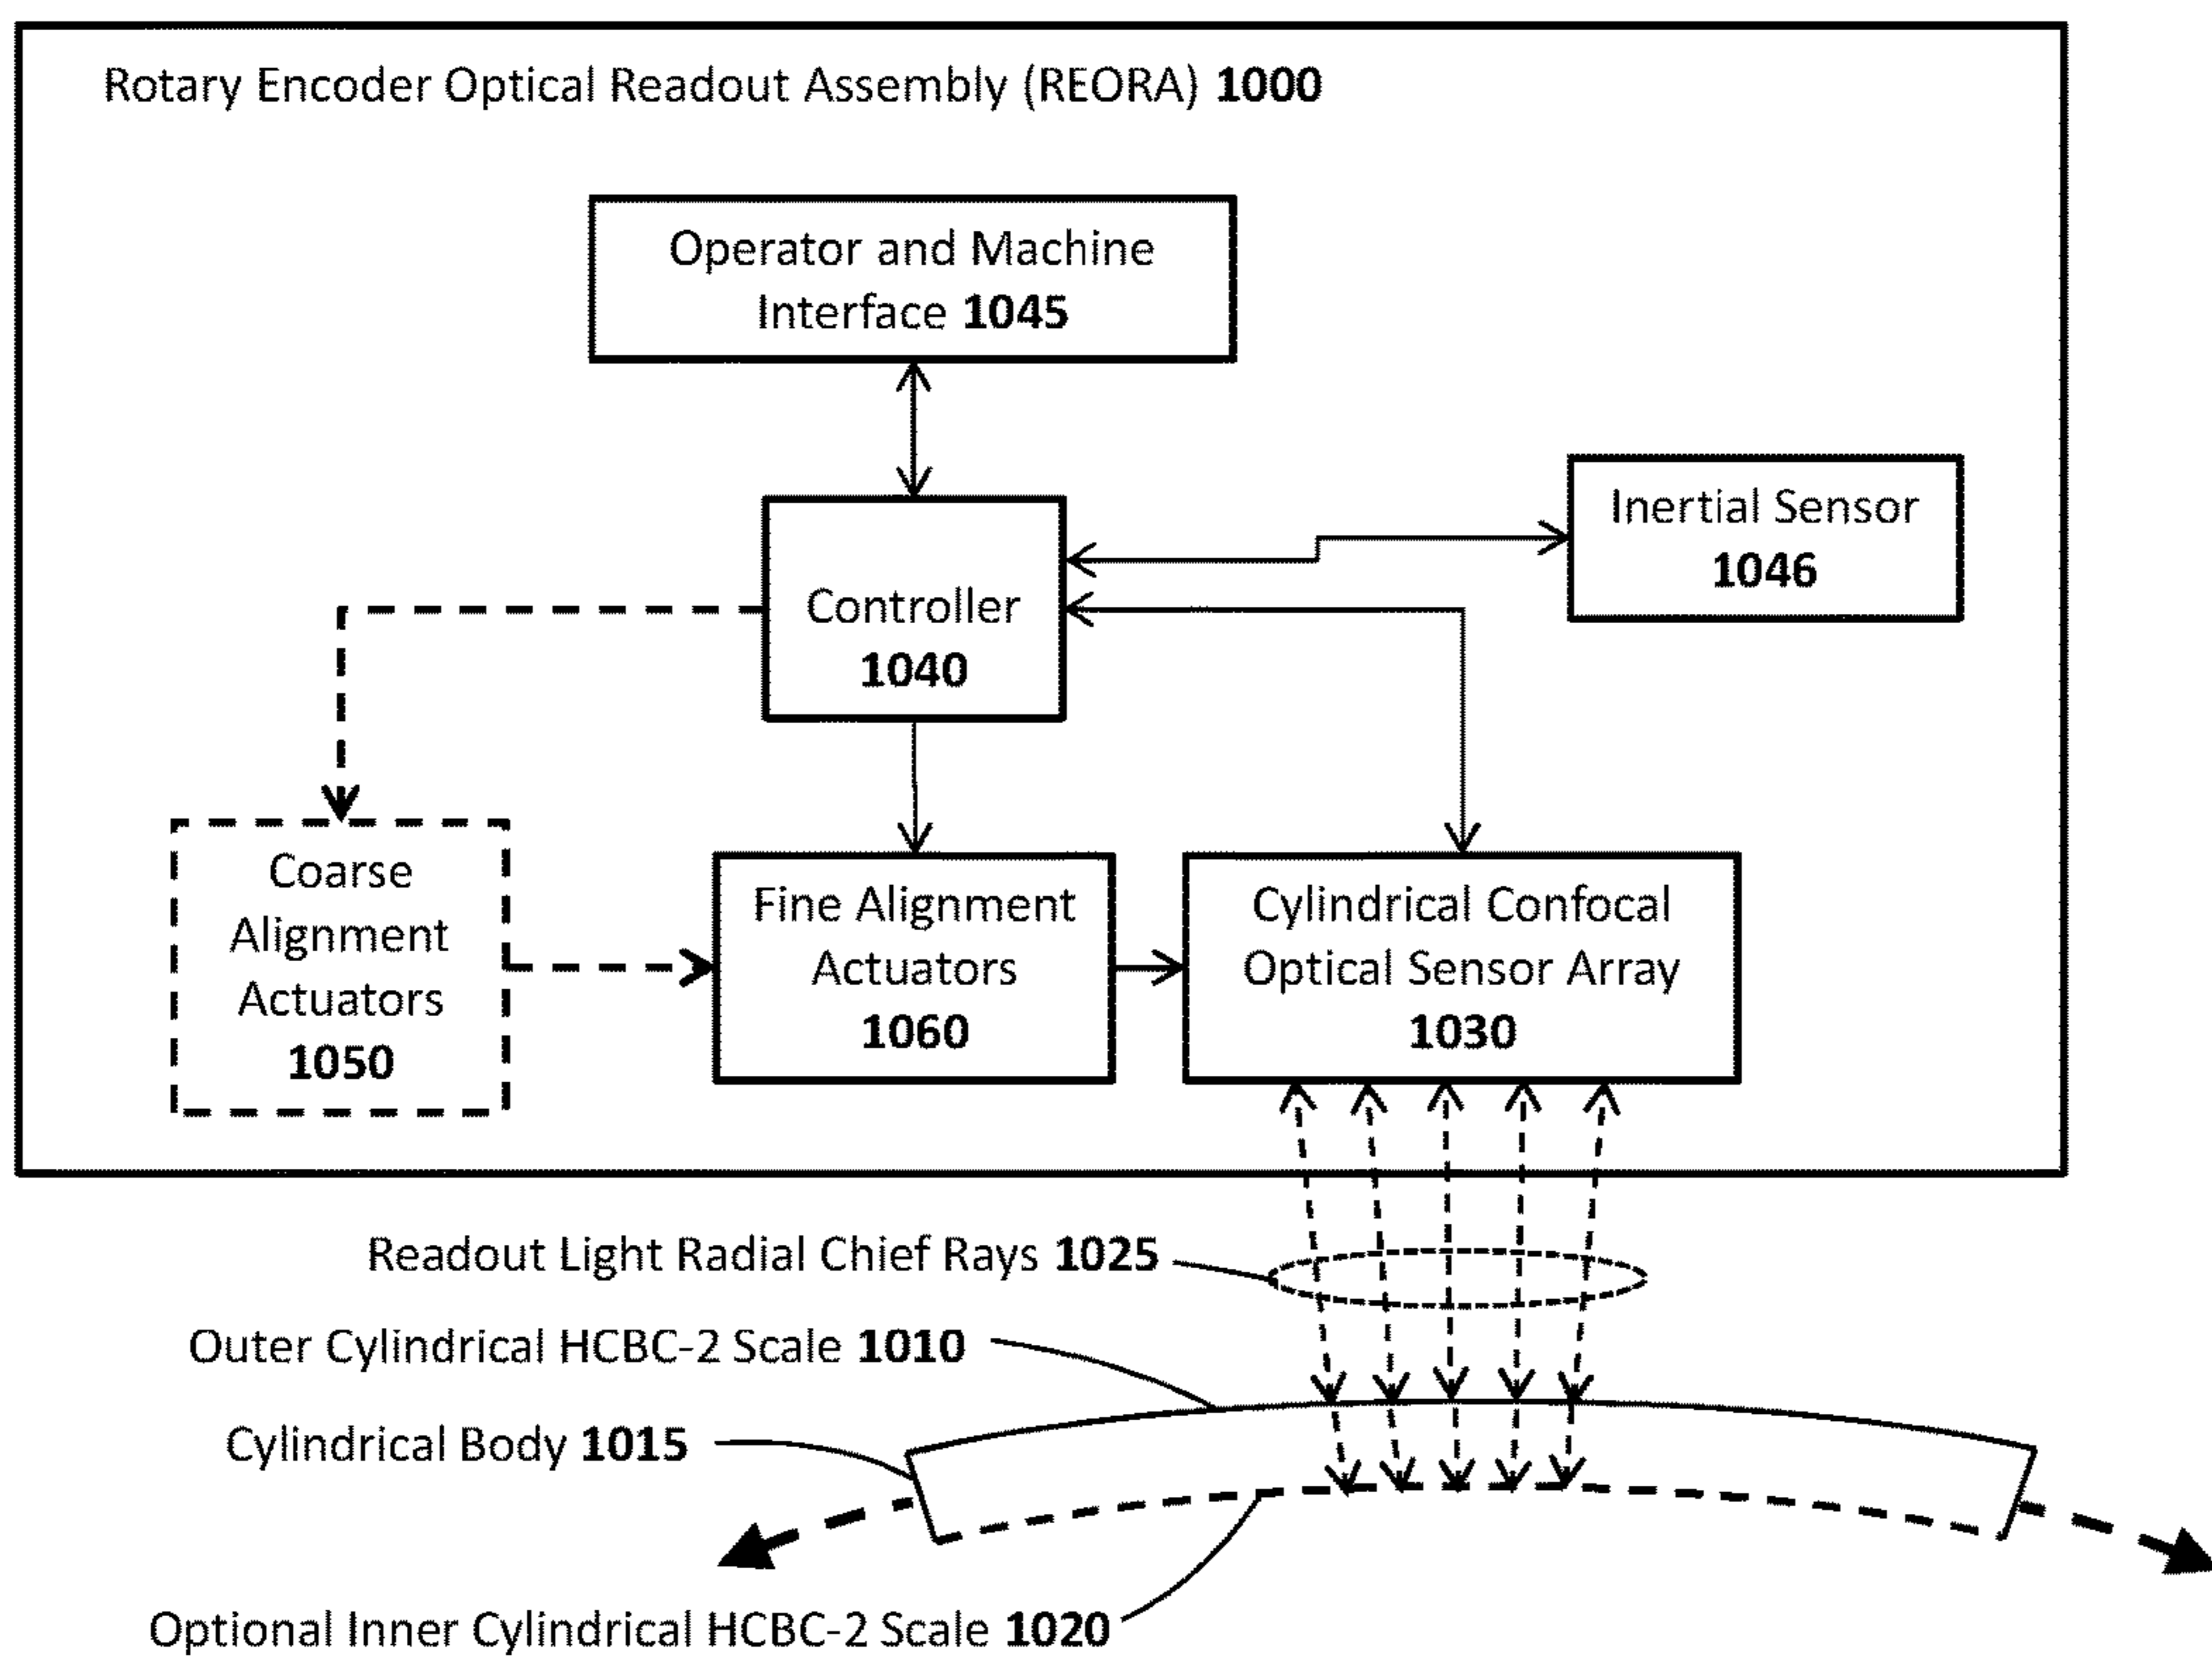 Rotary Encoder Optical Readout Assembly (REORA) 1000
Operator and Machine
Interface 1045
Inertial Sensor
1046
Controller
1040
Coarse
Alignment
Actuators
1050
Fine Alignment
Actuators
1060
Cylindrical Confocal
Optical Sensor Array
1030
Readout Light Radial Chief Rays 1025
Outer Cylindrical HCBC-2 Scale 1010
Cylindrical Body 1015
Optional Inner Cylindrical HCBC-2 Scale 1020